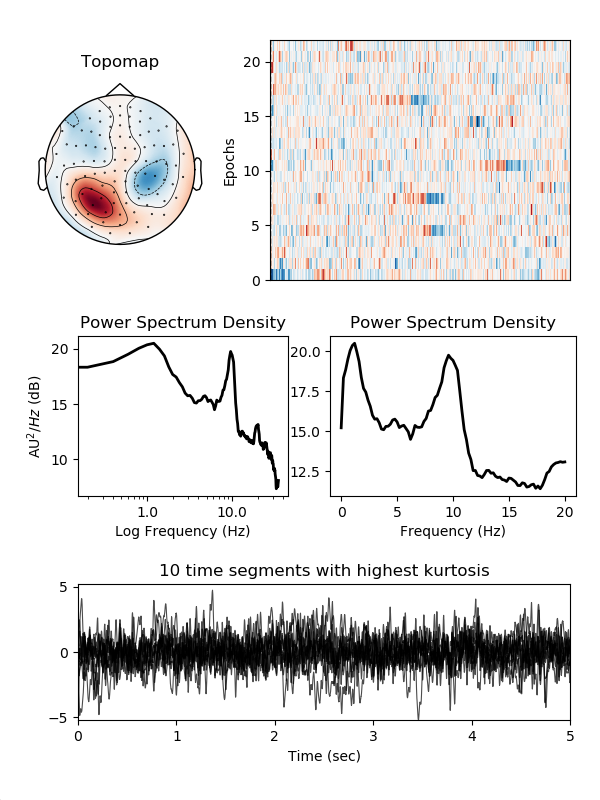 Topomap
Epochs
20
15
10
5
0
Power Spectrum Density
AU²/Hz (dB)
20
15
10
1.0 10.0
Log Frequency (Hz)
Power Spectrum Density
20.0
17.5
15.0
12.5
0 5 10 15 20
Frequency (Hz)
10 time segments with highest kurtosis
5
0
−5
0 1 2 3 4 5
Time (sec)